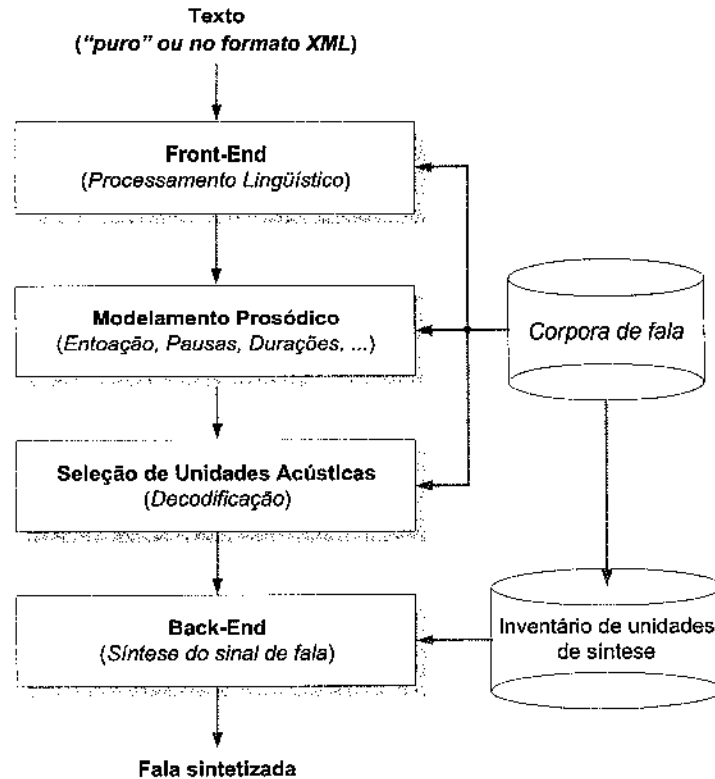 Texto
("puro" ou no formato XML)
Front-End
(Processamento Lingüístico)
Modelamento Prosódico
(Entoação, Pausas, Durações, ...)
Corpora de fala
Seleção de Unidades Acústicas
(Decodificação)
Back-End
(Síntese do sinal de fala)
Inventário de unidades
de síntese
Fala sintetizada